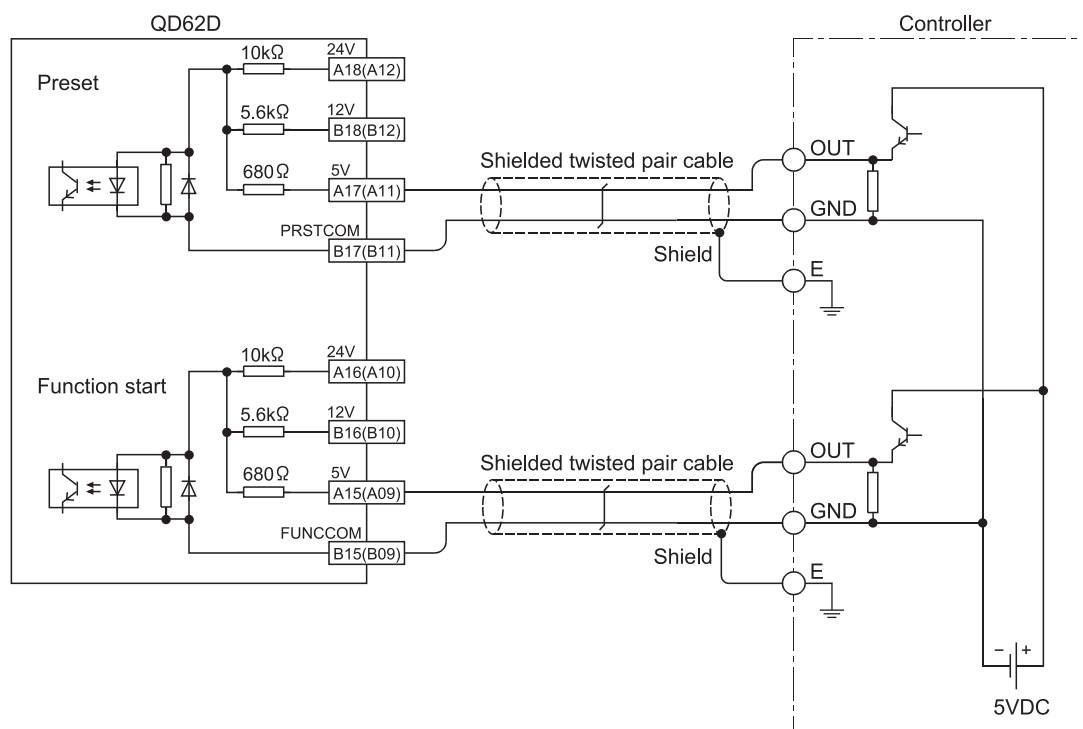 QD62D
Controller
Preset
10kΩ
24V
A18(A12)
5.6kΩ
12V
B18(B12)
680Ω
5V
A17(A11)
PRSTCOM
B17(B11)
Shielded twisted pair cable
Shield
OUT
GND
E
Function start
10kΩ
24V
A16(A10)
5.6kΩ
12V
B16(B10)
680Ω
5V
A15(A09)
FUNCCOM
B15(B09)
Shielded twisted pair cable
Shield
OUT
GND
E
− +
5VDC